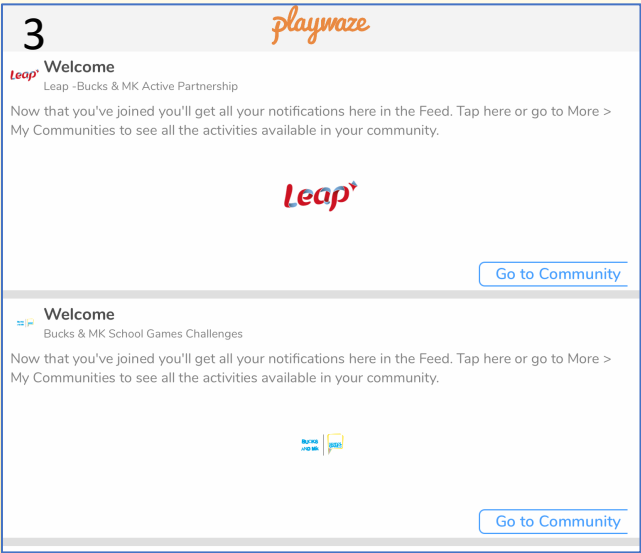 3
playwaze
Leap
Welcome
Leap -Bucks & MK Active Partnership
Now that you've joined you'll get all your notifications here in the Feed. Tap here or go to More >
My Communities to see all the activities available in your community.
Leap
Go to Community
Welcome
Bucks & MK School Games Challenges
Now that you've joined you'll get all your notifications here in the Feed. Tap here or go to More >
My Communities to see all the activities available in your community.
BUCKS
AND MK
Go to Community